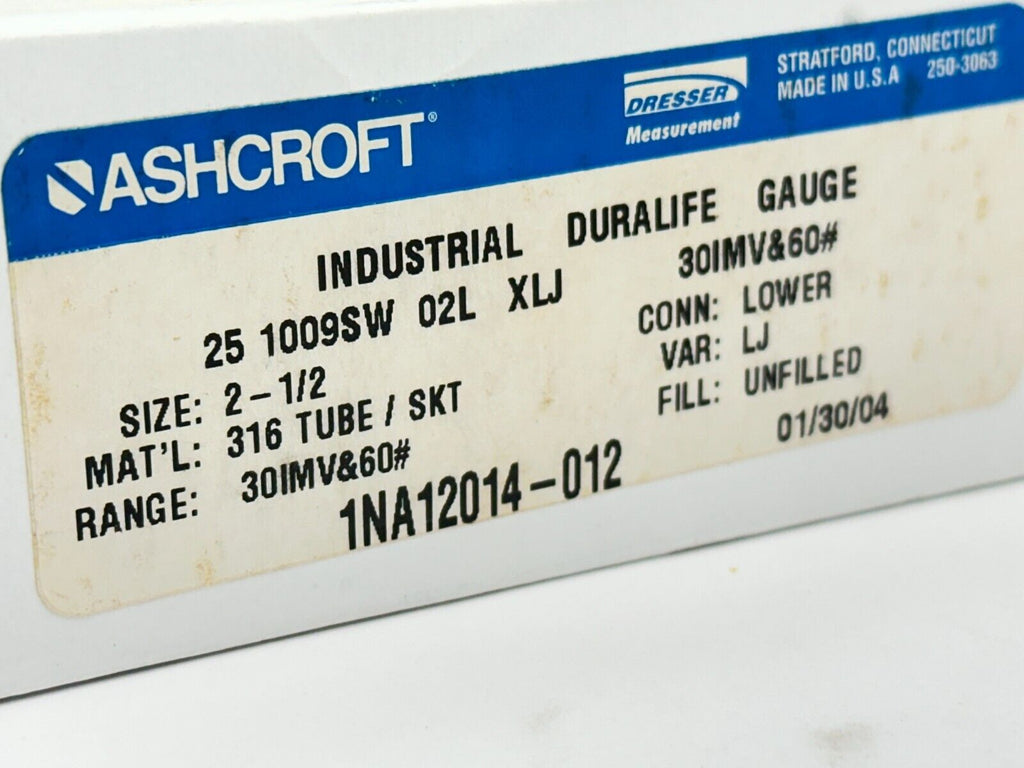 ASHCROFT®
DRESSER
Measurement
STRATFORD, CONNECTICUT
MADE IN U.S.A 250-3063
INDUSTRIAL DURALIFE GAUGE
25 1009SW 02L XLJ 30IMV&60#
SIZE: 2-1/2 CONN: LOWER
MAT'L: 316 TUBE / SKT VAR: LJ
RANGE: 30IMV&60# FILL: UNFILLED
1NA12014-012 01/30/04